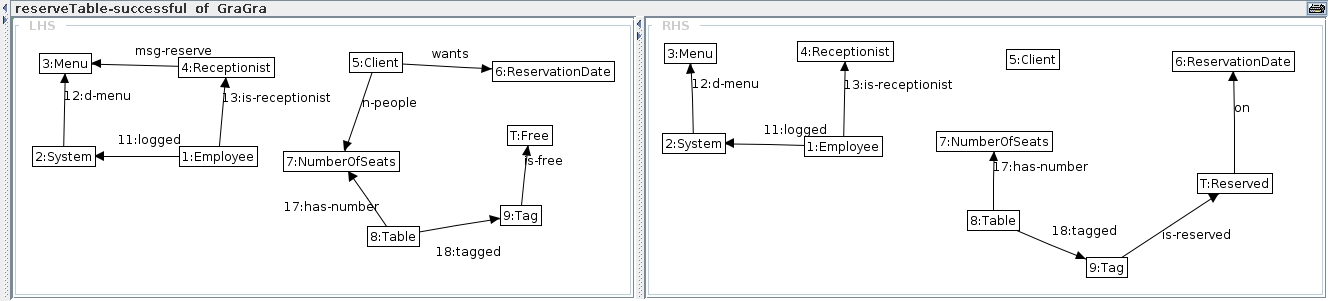 reserveTable-successful of GraGra
LHS
msg-reserve
3:Menu
4:Receptionist
5:Client
wants
6:ReservationDate
12:d-menu
13:is-receptionist
n-people
T:Free
11:logged
2:System
1:Employee
7:NumberOfSeats
is-free
17:has-number
9:Tag
8:Table
18:tagged
RHS
3:Menu
4:Receptionist
5:Client
6:ReservationDate
12:d-menu
13:is-receptionist
on
11:logged
2:System
1:Employee
7:NumberOfSeats
17:has-number
T:Reserved
8:Table
18:tagged
is-reserved
9:Tag